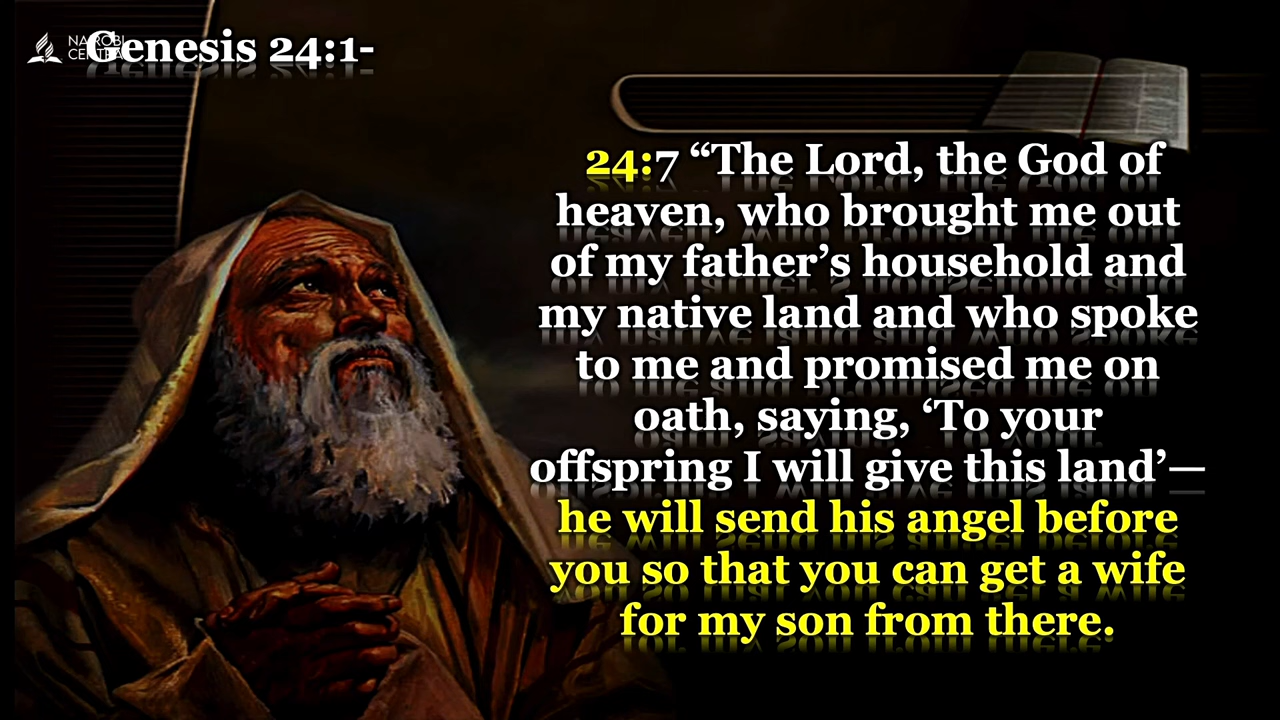 NAIROBI
CENTRAL
Genesis 24:1-
24:7 “The Lord, the God of
heaven, who brought me out
of my father’s household and
my native land and who spoke
to me and promised me on
oath, saying, ‘To your
offspring I will give this land’—
he will send his angel before
you so that you can get a wife
for my son from there.